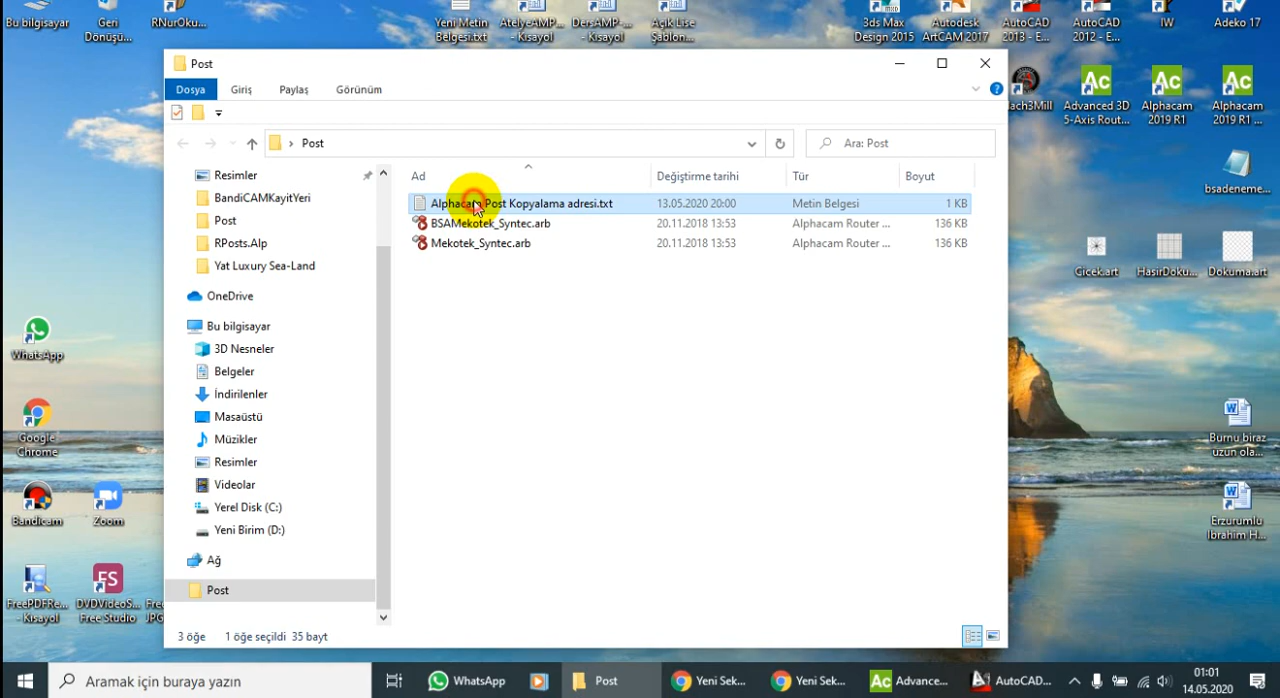 Bu bilgisayar
Geri Dönüşü...
RNurOku...
Yeni Metin Belgesi.txt
AtelyeAMP... - Kısayol
DersAMP-... - Kısayol
Açık Lise Şablon...
3ds Max Design 2015
Autodesk ArtCAM 2017
AutoCAD 2013 - E...
AutoCAD 2012 - E...
IW
Adeko 17
Post
Dosya
Giriş
Paylaş
Görünüm
Post
Ara: Post
Mach3Mill
Advanced 3D 5-Axis Rout...
Alphacam 2019 R1
Alphacam 2019 R1 ...
bsadeneme...
Cicek.art
HasirDoku...
Dokuma.art
Burnu biraz uzun ola...
Erzurumlu Ibrahim H...
Resimler
BandiCAMKayitYeri
Post
RPosts.Alp
Yat Luxury Sea-Land
OneDrive
Bu bilgisayar
3D Nesneler
Belgeler
İndirilenler
Masaüstü
Müzikler
Resimler
Videolar
Yerel Disk (C:)
Yeni Birim (D:)
Ağ
Post
Ad Değiştirme tarihi Tür Boyut
Alphacam Post Kopyalama adresi.txt 13.05.2020 20:00 Metin Belgesi 1 KB
BSAMekotek_Syntec.arb 20.11.2018 13:53 Alphacam Router ... 136 KB
Mekotek_Syntec.arb 20.11.2018 13:53 Alphacam Router ... 136 KB
WhatsApp
Google Chrome
Bandicam
Zoom
FreePDFRe... - Kısayol
DVDVideoS... Free Studio
Free JPG
3 öğe 1 öğe seçildi 35 bayt
Aramak için buraya yazın
WhatsApp
Post
Yeni Sek...
Yeni Sek...
Advance...
AutoCAD...
01:01
14.05.2020